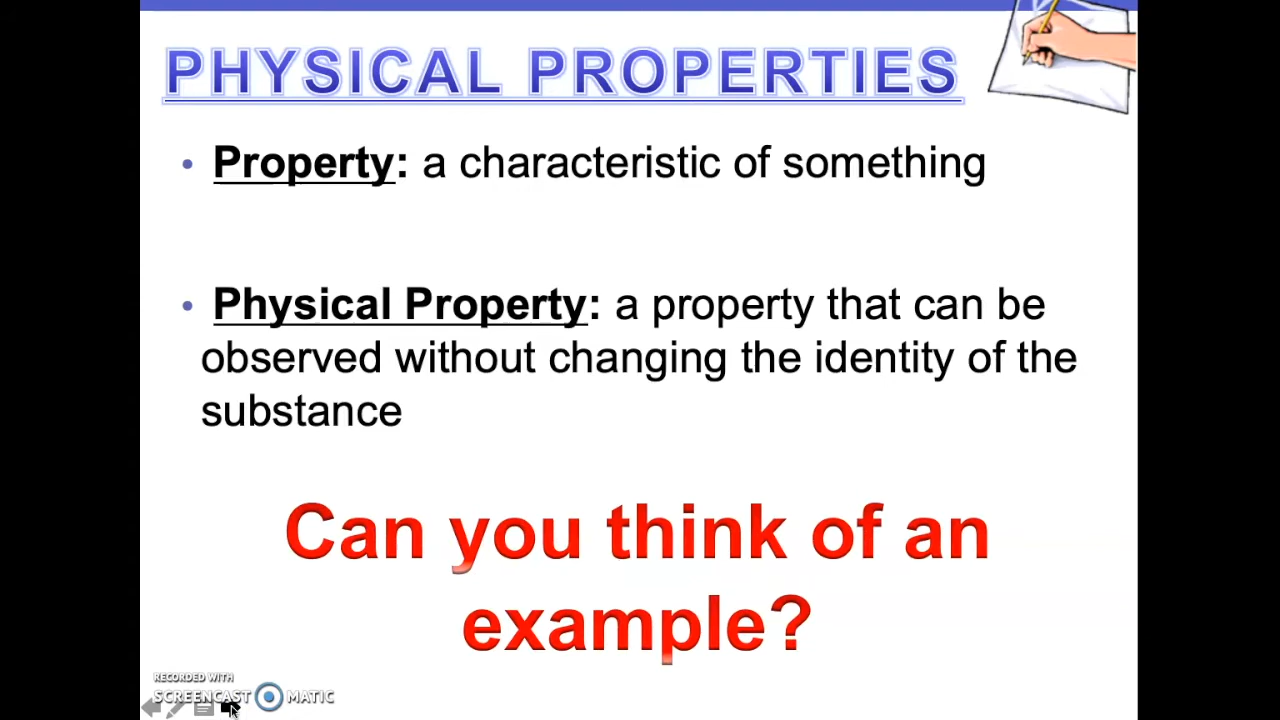 PHYSICAL PROPERTIES
• Property: a characteristic of something
• Physical Property: a property that can be
observed without changing the identity of the
substance
Can you think of an
example?
RECORDED WITH
SCREENCAST MATIC